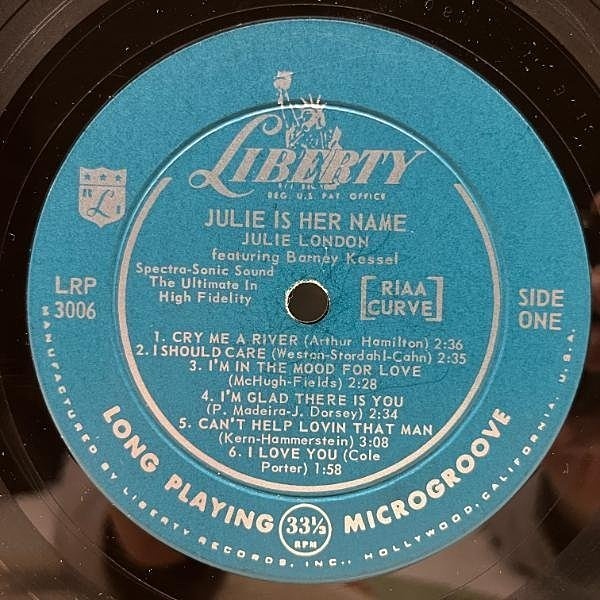 LIBERTY
REG. U.S. PAT. OFFICE
JULIE IS HER NAME
JULIE LONDON
featuring Barney Kessel
Spectra-Sonic Sound
The Ultimate In
High Fidelity
[RIAA
CURVE]
LRP
3006
SIDE
ONE
1. CRY ME A RIVER (Arthur Hamilton) 2:36
2. I SHOULD CARE (Weston-Stordahl-Cahn) 2:35
3. I'M IN THE MOOD FOR LOVE
(McHugh-Fields) 2:28
4. I'M GLAD THERE IS YOU
(P. Madeira-J. Dorsey) 2:34
5. CAN'T HELP LOVIN THAT MAN
(Kern-Hammerstein) 3:08
6. I LOVE YOU (Cole
Porter) 1:58
LONG PLAYING 33⅓ RPM MICROGROOVE
MANUFACTURED BY LIBERTY RECORDS, INC., HOLLYWOOD, CALIFORNIA, U.S.A.